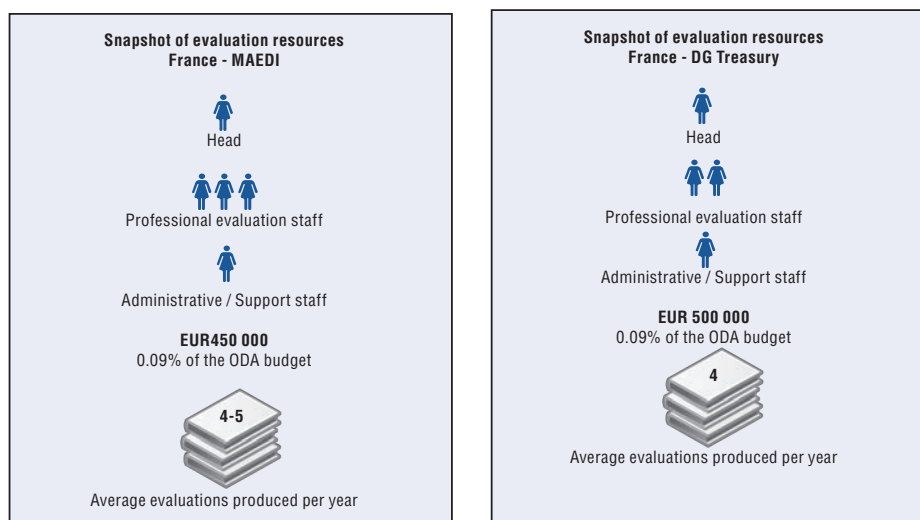 Snapshot of evaluation resources
France - MAEDI
Head
Professional evaluation staff
Administrative / Support staff
EUR450 000
0.09% of the ODA budget
4-5
Average evaluations produced per year
Snapshot of evaluation resources
France - DG Treasury
Head
Professional evaluation staff
Administrative / Support staff
EUR 500 000
0.09% of the ODA budget
4
Average evaluations produced per year